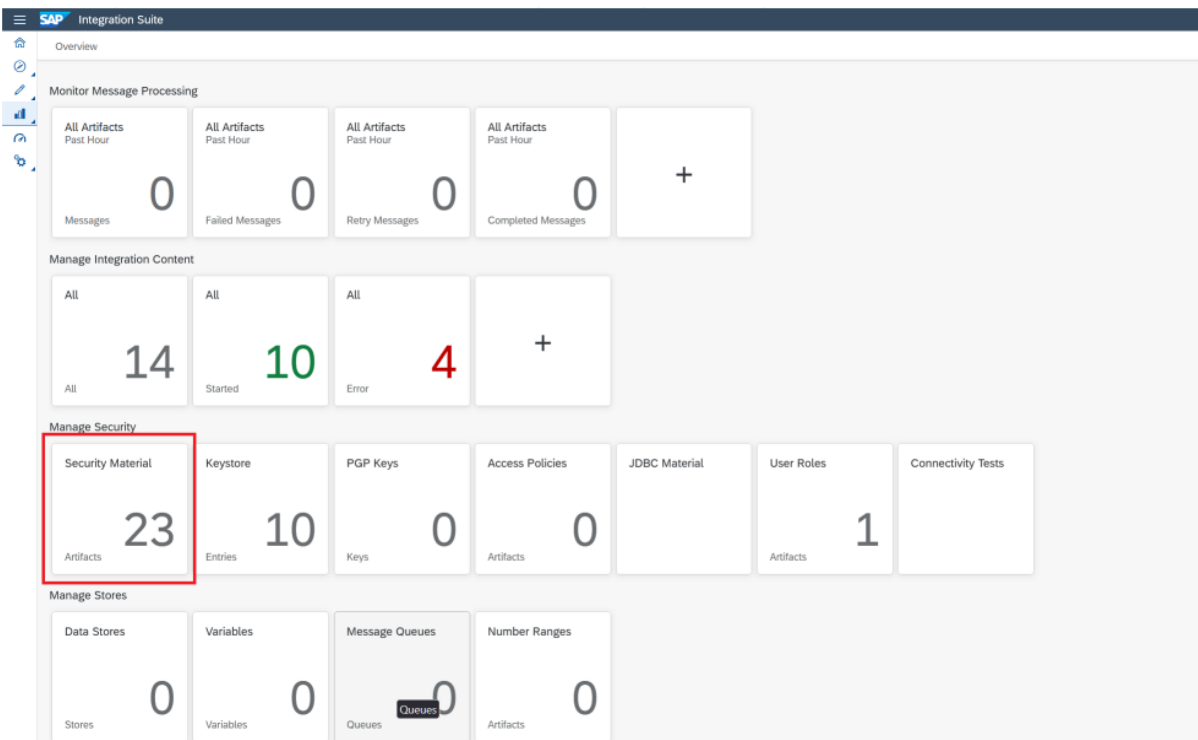 SAP Integration Suite
Overview
Monitor Message Processing
All Artifacts
Past Hour
0
Messages
All Artifacts
Past Hour
0
Failed Messages
All Artifacts
Past Hour
0
Retry Messages
All Artifacts
Past Hour
0
Completed Messages
+
Manage Integration Content
All
14
All
All
10
Started
All
4
Error
+
Manage Security
Security Material
23
Artifacts
Keystore
10
Entries
PGP Keys
0
Keys
Access Policies
0
Artifacts
JDBC Material
User Roles
1
Artifacts
Connectivity Tests
Manage Stores
Data Stores
0
Stores
Variables
0
Variables
Message Queues
0
Queues
Queues
Number Ranges
0
Artifacts